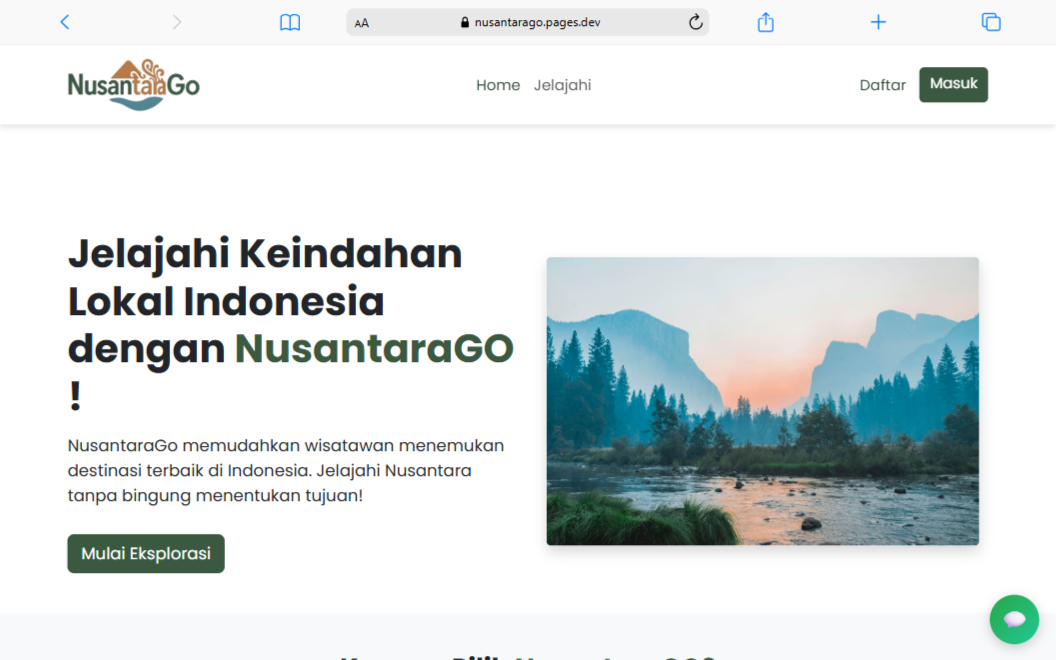 AA
nusantarago.pages.dev
NusantaraGo
Home
Jelajahi
Daftar
Masuk
Jelajahi Keindahan
Lokal Indonesia
dengan NusantaraGO
!
NusantaraGo memudahkan wisatawan menemukan
destinasi terbaik di Indonesia. Jelajahi Nusantara
tanpa bingung menentukan tujuan!
Mulai Eksplorasi